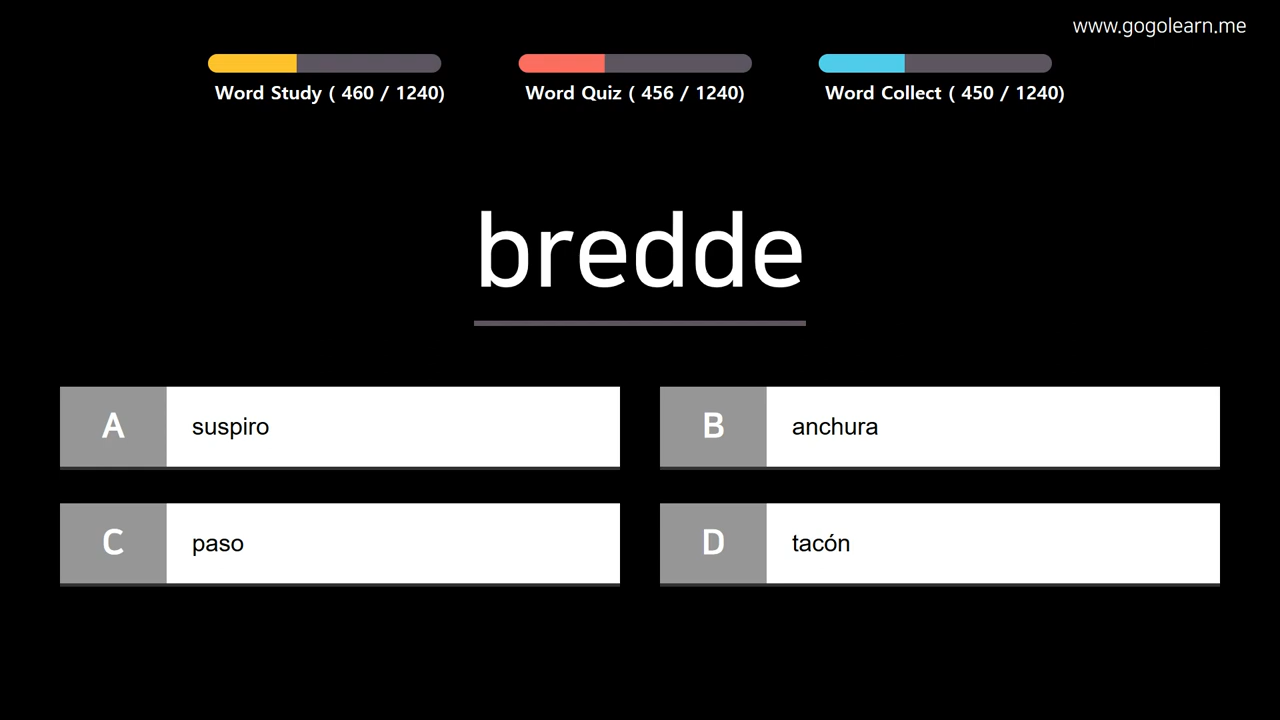 www.gogolearn.me
Word Study ( 460 / 1240)
Word Quiz ( 456 / 1240)
Word Collect ( 450 / 1240)
bredde
A suspiro
B anchura
C paso
D tacón